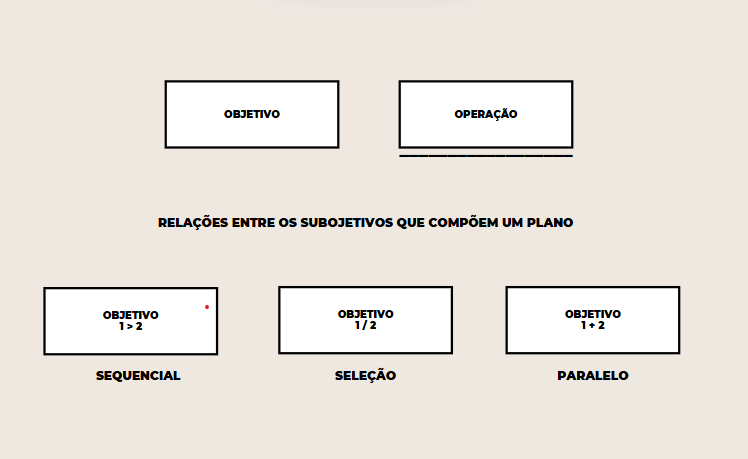 OBJETIVO
OPERAÇÃO
RELAÇÕES ENTRE OS SUBOJETIVOS QUE COMPÕEM UM PLANO
OBJETIVO
1 > 2
OBJETIVO
1 / 2
OBJETIVO
1 + 2
SEQUENCIAL
SELEÇÃO
PARALELO